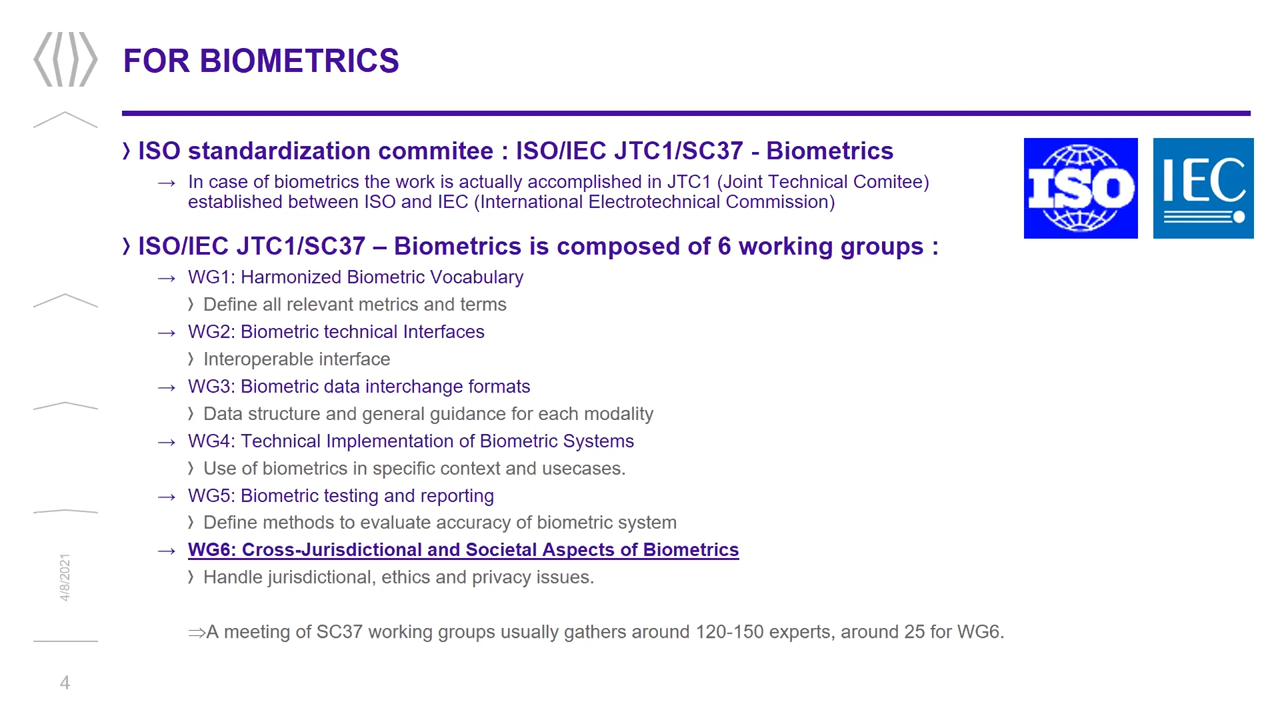 FOR BIOMETRICS
› ISO standardization commitee : ISO/IEC JTC1/SC37 - Biometrics
→ In case of biometrics the work is actually accomplished in JTC1 (Joint Technical Comitee)
established between ISO and IEC (International Electrotechnical Commission)
ISO
IEC
› ISO/IEC JTC1/SC37 – Biometrics is composed of 6 working groups :
→ WG1: Harmonized Biometric Vocabulary
› Define all relevant metrics and terms
→ WG2: Biometric technical Interfaces
› Interoperable interface
→ WG3: Biometric data interchange formats
› Data structure and general guidance for each modality
→ WG4: Technical Implementation of Biometric Systems
› Use of biometrics in specific context and usecases.
→ WG5: Biometric testing and reporting
› Define methods to evaluate accuracy of biometric system
→ WG6: Cross-Jurisdictional and Societal Aspects of Biometrics
› Handle jurisdictional, ethics and privacy issues.
⇒A meeting of SC37 working groups usually gathers around 120-150 experts, around 25 for WG6.
4/8/2021
4